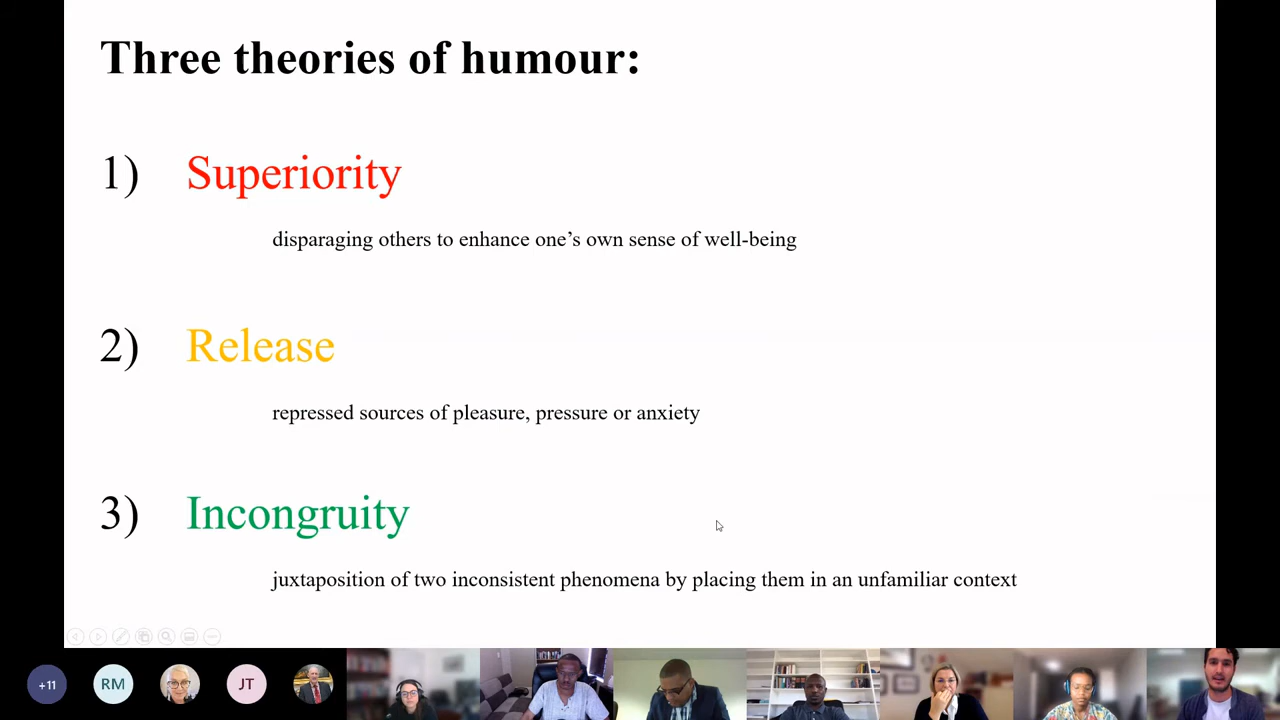 Three theories of humour:
1) Superiority
disparaging others to enhance one’s own sense of well-being
2) Release
repressed sources of pleasure, pressure or anxiety
3) Incongruity
juxtaposition of two inconsistent phenomena by placing them in an unfamiliar context
+11
RM
JT